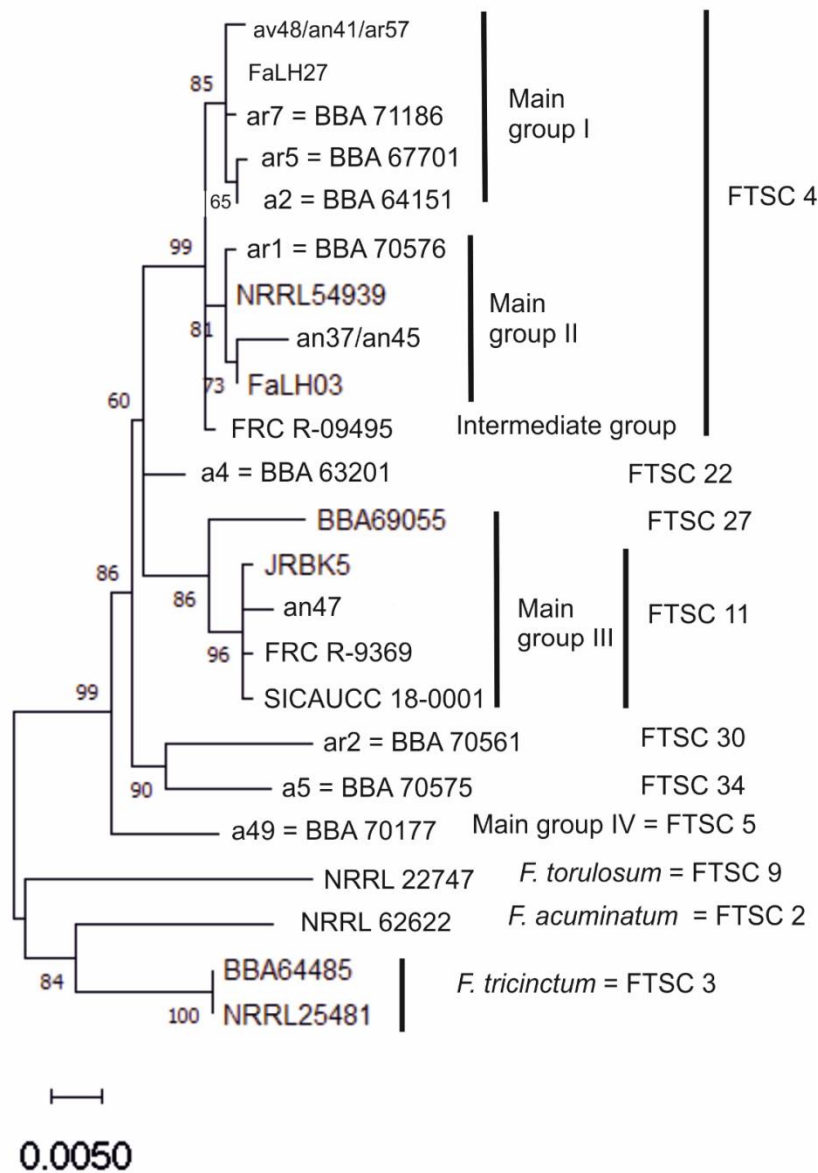 av48/an41/ar57
85
FaLH27
Main
group I
ar7 = BBA 71186
ar5 = BBA 67701
65
a2 = BBA 64151
FTSC 4
99
ar1 = BBA 70576
NRRL54939
Main
group II
81
an37/an45
73
FaLH03
60
FRC R-09495
Intermediate group
a4 = BBA 63201
FTSC 22
BBA69055
FTSC 27
86
JRBK5
86
an47
Main
group III
FTSC 11
96
FRC R-9369
99
SICAUCC 18-0001
ar2 = BBA 70561
FTSC 30
90
a5 = BBA 70575
FTSC 34
a49 = BBA 70177
Main group IV = FTSC 5
NRRL 22747
F. torulosum = FTSC 9
NRRL 62622
F. acuminatum = FTSC 2
84
BBA64485
F. tricinctum = FTSC 3
100
NRRL25481
0.0050